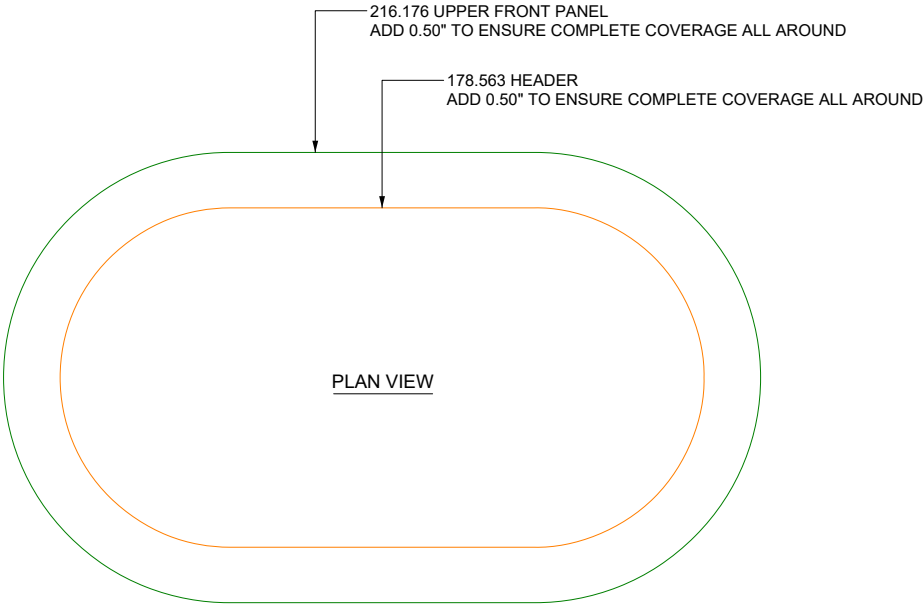 216.176 UPPER FRONT PANEL
ADD 0.50" TO ENSURE COMPLETE COVERAGE ALL AROUND
178.563 HEADER
ADD 0.50" TO ENSURE COMPLETE COVERAGE ALL AROUND
PLAN VIEW